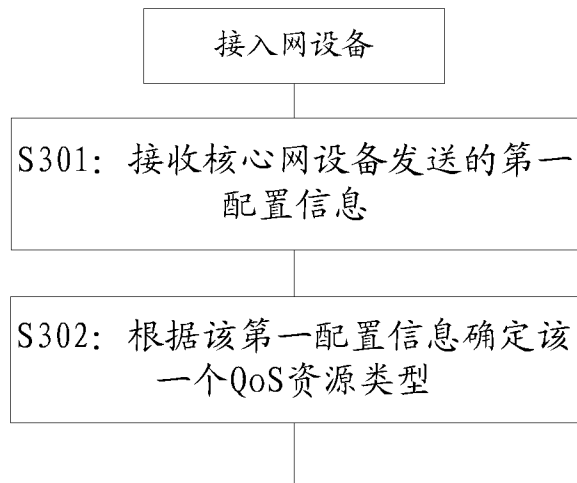 接入网设备
S301：接收核心网设备发送的第一
配置信息
S302：根据该第一配置信息确定该
一个QoS资源类型